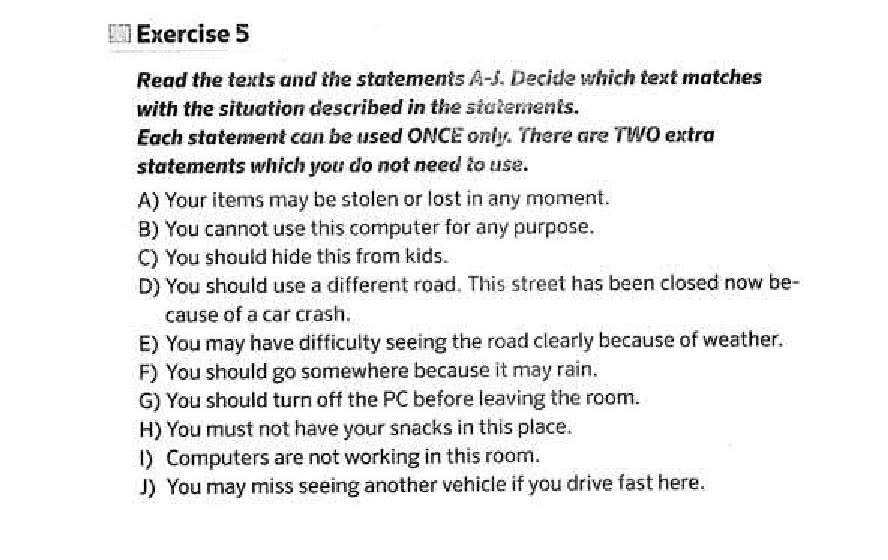 Exercise 5
Read the texts and the statements A-J. Decide which text matches
with the situation described in the statements.
Each statement can be used ONCE only. There are TWO extra
statements which you do not need to use.
A) Your items may be stolen or lost in any moment.
B) You cannot use this computer for any purpose.
C) You should hide this from kids.
D) You should use a different road. This street has been closed now be-
cause of a car crash.
E) You may have difficulty seeing the road clearly because of weather.
F) You should go somewhere because it may rain.
G) You should turn off the PC before leaving the room.
H) You must not have your snacks in this place.
I) Computers are not working in this room.
J) You may miss seeing another vehicle if you drive fast here.